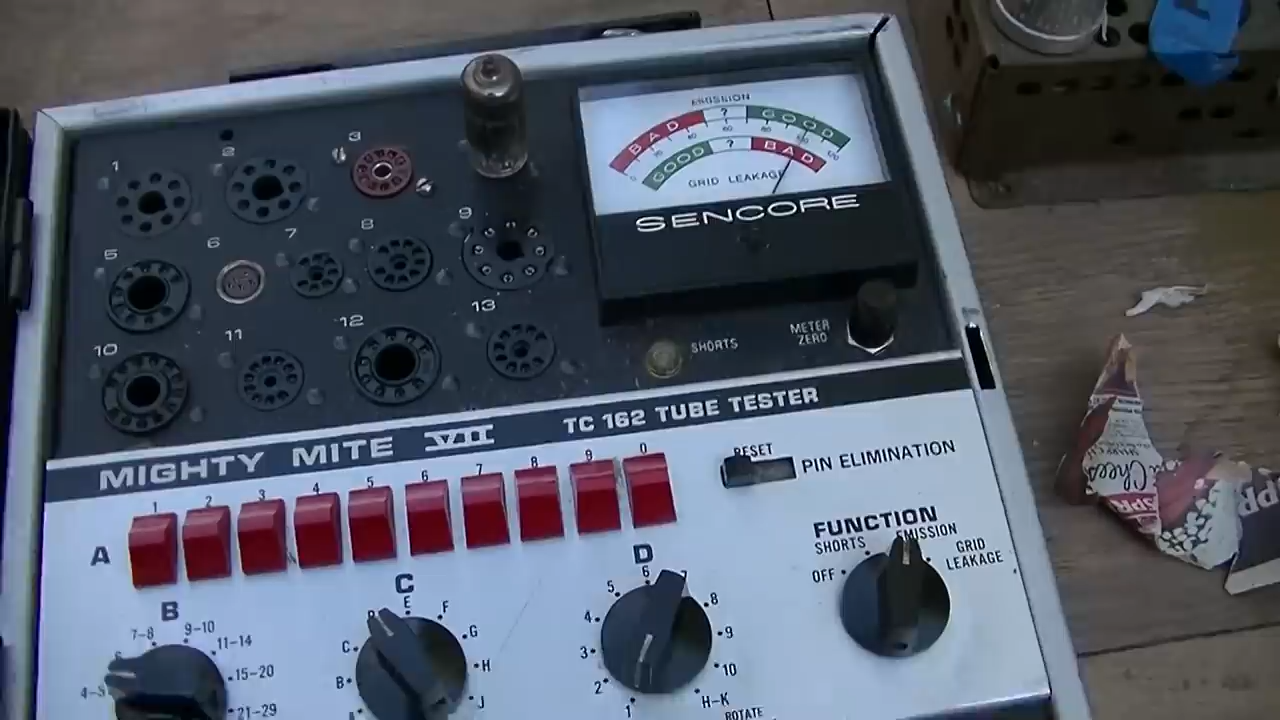 EMISSION
BAD ? GOOD
GOOD ? BAD
GRID LEAKAGE
SENCORE
1 2 3
5 6 7 8 9
10 11 12 13
METER ZERO
SHORTS
MIGHTY MITE VII TC 162 TUBE TESTER
1 2 3 4 5 6 7 8 9 0
A
RESET
PIN ELIMINATION
FUNCTION
OFF SHORTS EMISSION GRID LEAKAGE
B
7-8 9-10 11-14 15-20 21-29
C
B C E F G H J
D
1 2 3 4 5 6 7 8 9 10 H-K
ROTATE